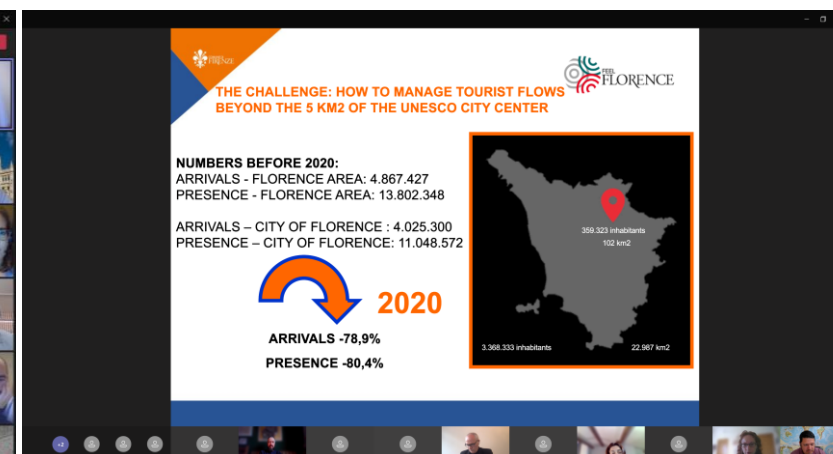 FIRENZE
FEEL
FLORENCE
THE CHALLENGE: HOW TO MANAGE TOURIST FLOWS
BEYOND THE 5 KM2 OF THE UNESCO CITY CENTER
NUMBERS BEFORE 2020:
ARRIVALS - FLORENCE AREA: 4.867.427
PRESENCE - FLORENCE AREA: 13.802.348
ARRIVALS – CITY OF FLORENCE : 4.025.300
PRESENCE – CITY OF FLORENCE: 11.048.572
2020
ARRIVALS -78,9%
PRESENCE -80,4%
359.323 inhabitants
102 km2
3.368.333 inhabitants
22.987 km2
+2